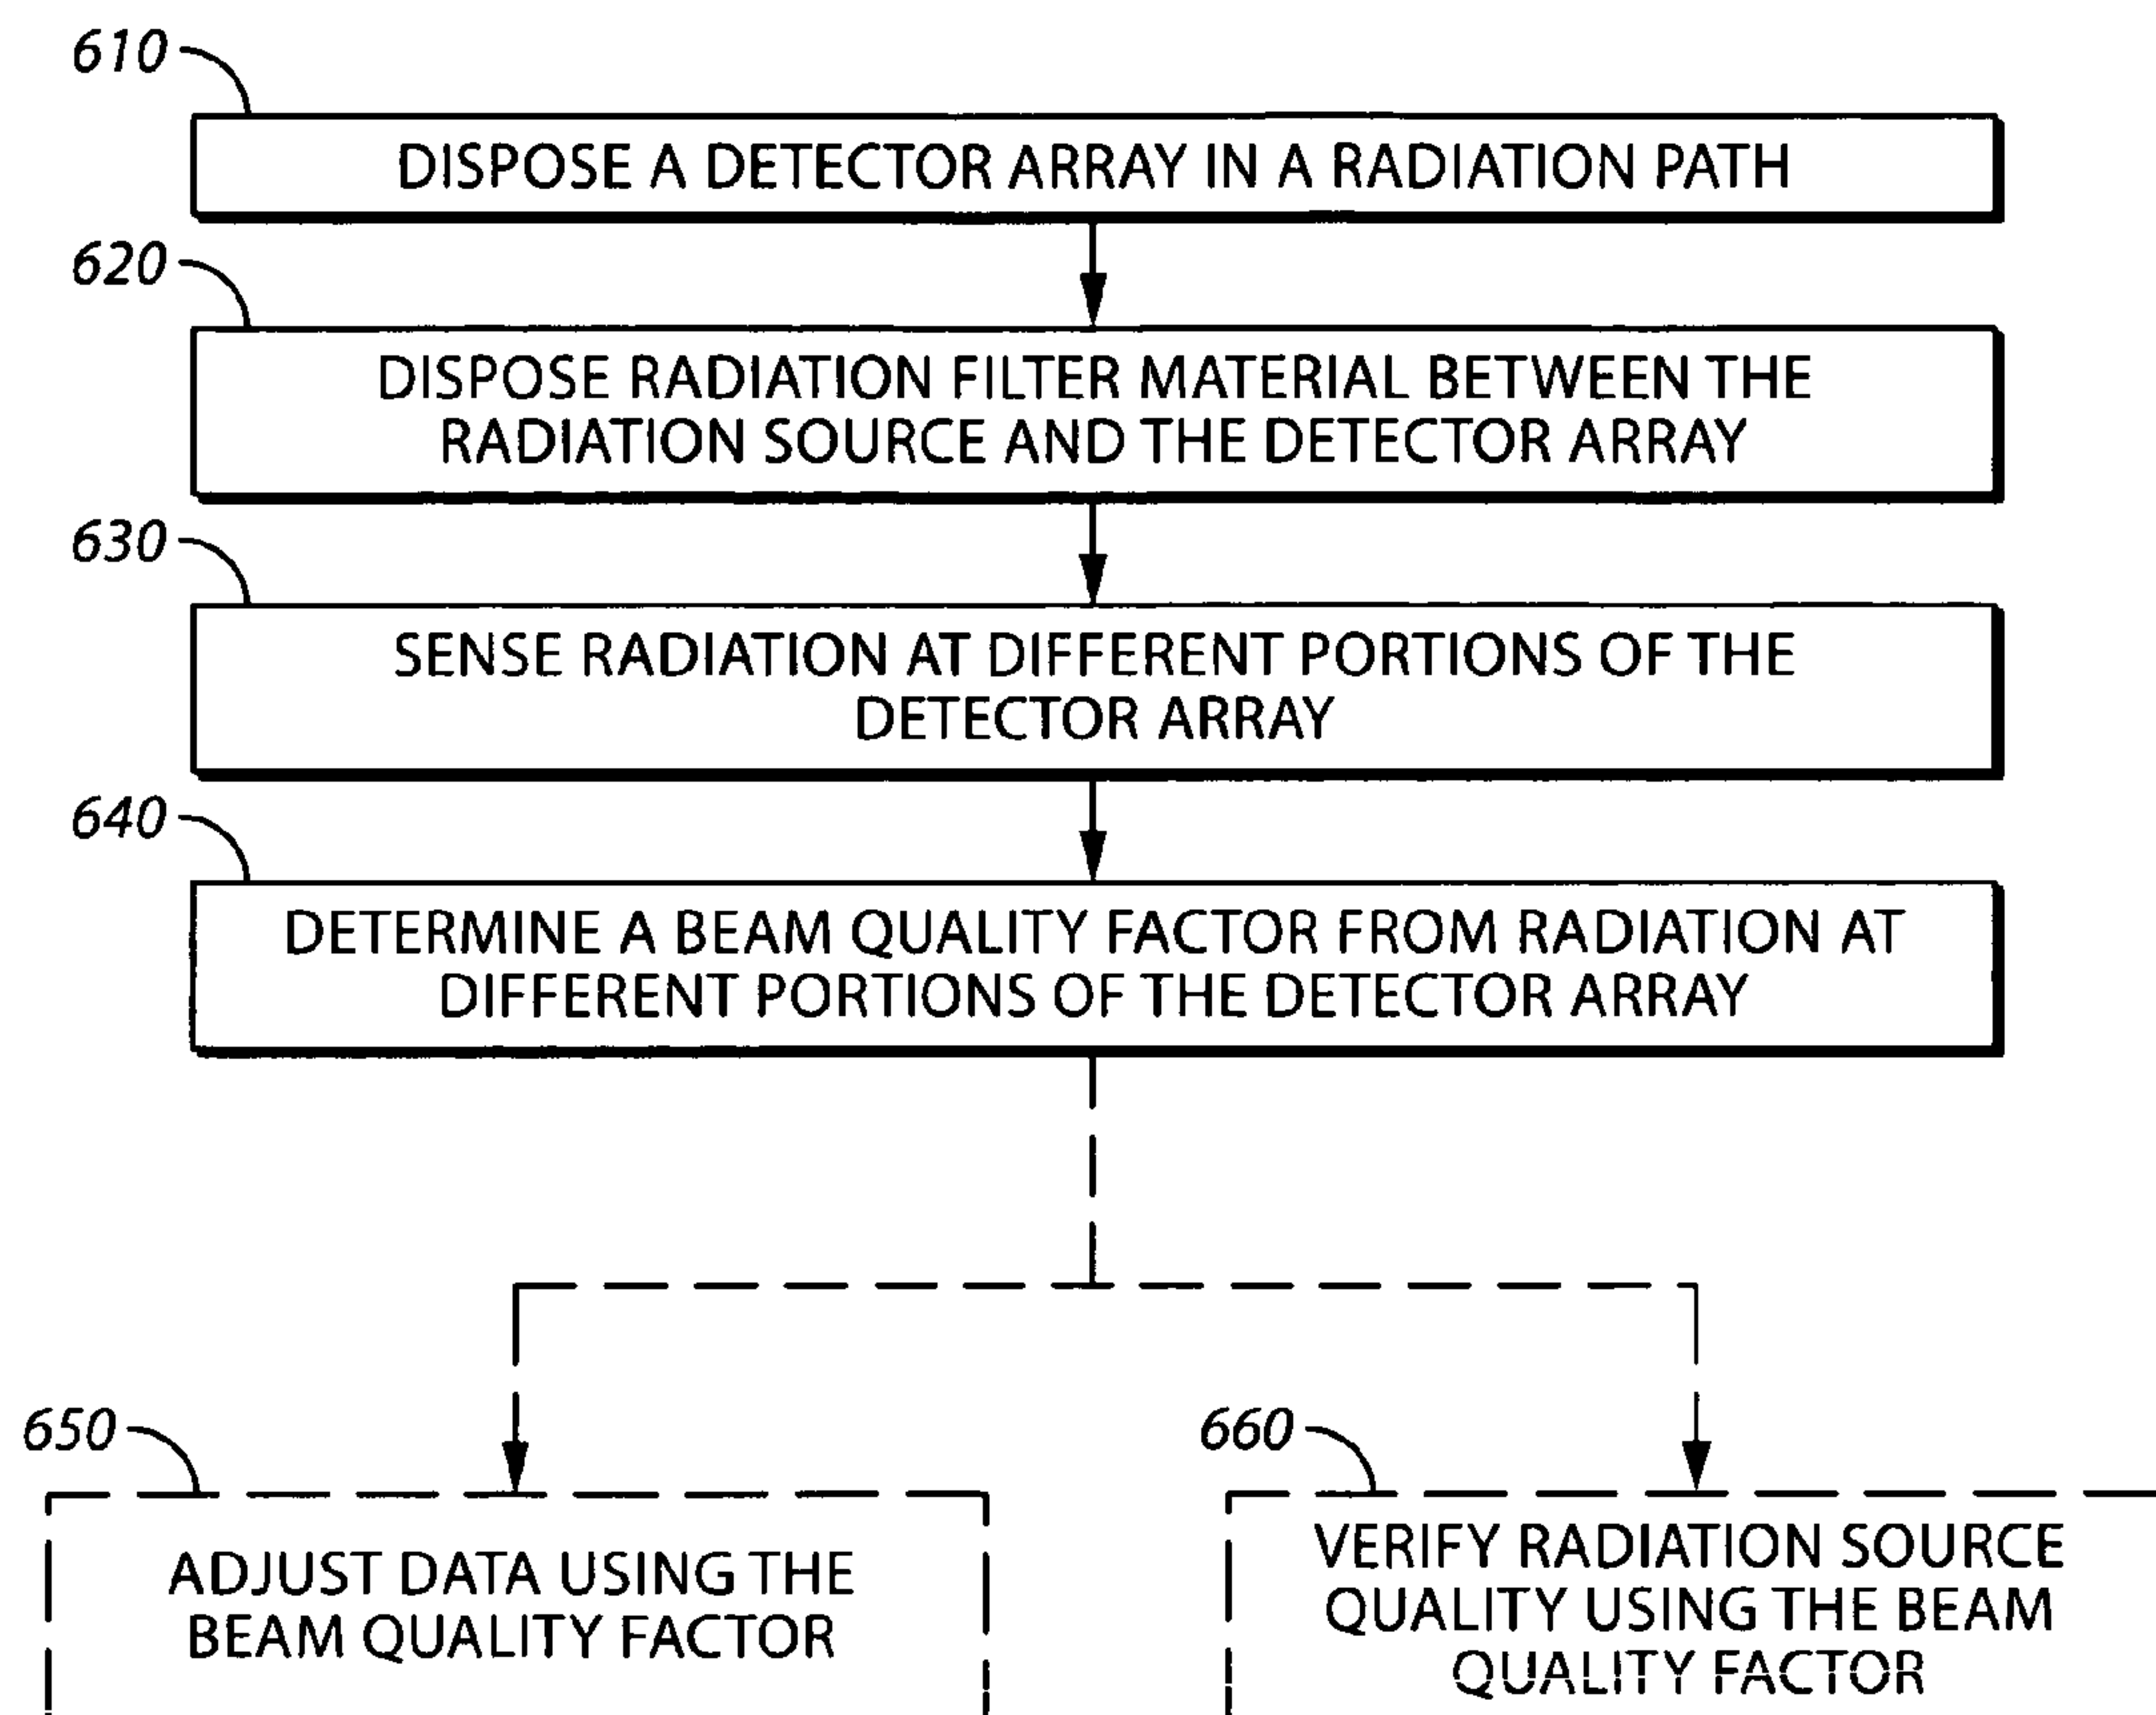 610
DISPOSE A DETECTOR ARRAY IN A RADIATION PATH
620
DISPOSE RADIATION FILTER MATERIAL BETWEEN THE
RADIATION SOURCE AND THE DETECTOR ARRAY
630
SENSE RADIATION AT DIFFERENT PORTIONS OF THE
DETECTOR ARRAY
640
DETERMINE A BEAM QUALITY FACTOR FROM RADIATION AT
DIFFERENT PORTIONS OF THE DETECTOR ARRAY
650
ADJUST DATA USING THE
BEAM QUALITY FACTOR
660
VERIFY RADIATION SOURCE
QUALITY USING THE BEAM
QUALITY FACTOR